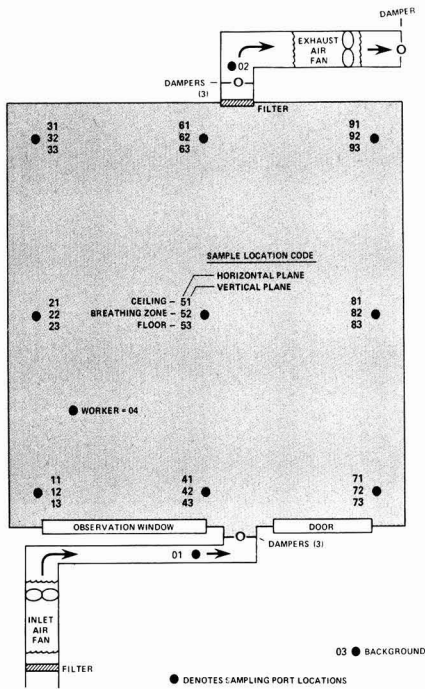 DAMPER
EXHAUST
AIR
FAN
02
DAMPERS
(3)
FILTER
31
32
33
61
62
63
91
92
93
SAMPLE LOCATION CODE
HORIZONTAL PLANE
VERTICAL PLANE
CEILING – 51
BREATHING ZONE – 52
FLOOR – 53
21
22
23
81
82
83
WORKER = 04
11
12
13
41
42
43
71
72
73
OBSERVATION WINDOW
DOOR
DAMPERS (3)
01
INLET
AIR
FAN
FILTER
03 BACKGROUND
DENOTES SAMPLING PORT LOCATIONS